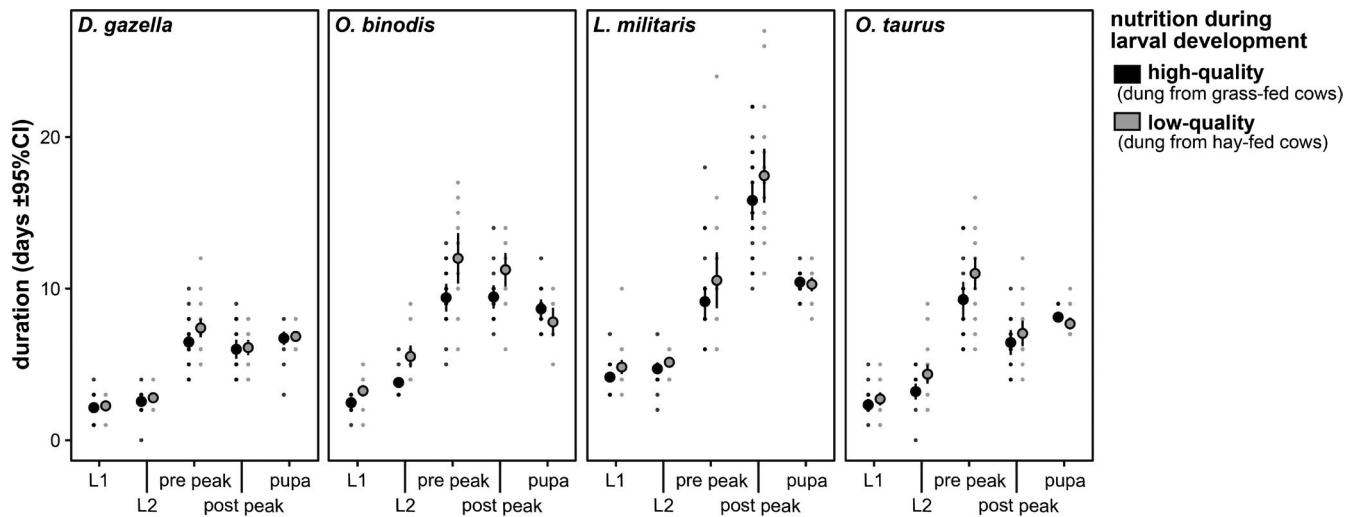 D. gazella
O. binodis
L. militaris
O. taurus
nutrition during
larval development
high-quality
(dung from grass-fed cows)
low-quality
(dung from hay-fed cows)
duration (days ±95%CI)
20
10
0
L1 pre peak pupa L1 pre peak pupa L1 pre peak pupa L1 pre peak pupa
L2 post peak L2 post peak L2 post peak L2 post peak